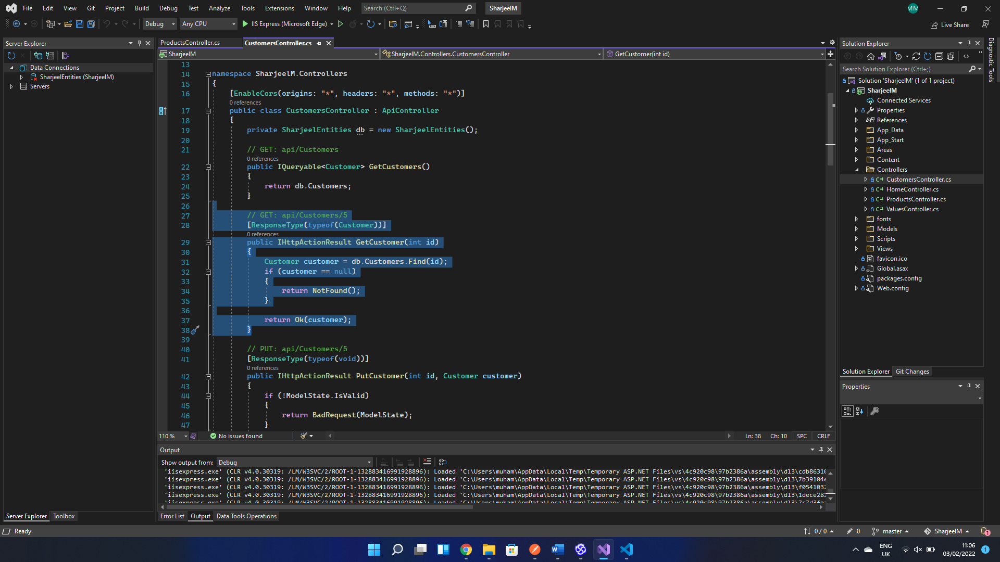 File Edit View Git Project Build Debug Test Analyze Tools Extensions Window Help Search (Ctrl+Q) SharjeelM MM
Debug Any CPU IIS Express (Microsoft Edge) Live Share
Server Explorer
Data Connections
SharjeelEntities (SharjeelM)
Servers
ProductsController.cs CustomersController.cs
SharjeelM SharjeelM.Controllers.CustomersController GetCustomer(int id)
13
14 namespace SharjeelM.Controllers
15 {
16 [EnableCors(origins: "*", headers: "*", methods: "*")]
0 references
17 public class CustomersController : ApiController
18 {
19 private SharjeelEntities db = new SharjeelEntities();
20
21 // GET: api/Customers
0 references
22 public IQueryable<Customer> GetCustomers()
23 {
24 return db.Customers;
25 }
26
27 // GET: api/Customers/5
28 [ResponseType(typeof(Customer))]
0 references
29 public IHttpActionResult GetCustomer(int id)
30 {
31 Customer customer = db.Customers.Find(id);
32 if (customer == null)
33 {
34 return NotFound();
35 }
36
37 return Ok(customer);
38 }
39
40 // PUT: api/Customers/5
41 [ResponseType(typeof(void))]
0 references
42 public IHttpActionResult PutCustomer(int id, Customer customer)
43 {
44 if (!ModelState.IsValid)
45 {
46 return BadRequest(ModelState);
47 }
110 % No issues found Ln: 38 Ch: 10 SPC CRLF
Output
Show output from: Debug
'iisexpress.exe' (CLR v4.0.30319: /LM/W3SVC/2/ROOT-1-132883416991928896): Loaded 'C:\Users\muham\AppData\Local\Temp\Temporary ASP.NET Files\vs\4c920c98\97b2386a\assembly\dl3\cdb86310
'iisexpress.exe' (CLR v4.0.30319: /LM/W3SVC/2/ROOT-1-132883416991928896): Loaded 'C:\Users\muham\AppData\Local\Temp\Temporary ASP.NET Files\vs\4c920c98\97b2386a\assembly\dl3\7b39104e
'iisexpress.exe' (CLR v4.0.30319: /LM/W3SVC/2/ROOT-1-132883416991928896): Loaded 'C:\Users\muham\AppData\Local\Temp\Temporary ASP.NET Files\vs\4c920c98\97b2386a\assembly\dl3\f0541032
'iisexpress.exe' (CLR v4.0.30319: /LM/W3SVC/2/ROOT-1-132883416991928896): Loaded 'C:\Users\muham\AppData\Local\Temp\Temporary ASP.NET Files\vs\4c920c98\97b2386a\assembly\dl3\1dece282
'iisexpress.exe' (CLR v4.0.30319: /LM/W3SVC/2/ROOT-1-132883416991928896): Loaded 'C:\Users\muham\AppData\Local\Temp\Temporary ASP.NET Files\vs\4c920c98\97b2386a\assembly\dl3\
Server Explorer Toolbox
Error List Output Data Tools Operations
Solution Explorer
Search Solution Explorer (Ctrl+;)
Solution 'SharjeelM' (1 of 1 project)
SharjeelM
Connected Services
Properties
References
App_Data
App_Start
Areas
Content
Controllers
C# CustomersController.cs
C# HomeController.cs
C# ProductsController.cs
C# ValuesController.cs
fonts
Models
Scripts
Views
favicon.ico
Global.asax
packages.config
Web.config
Solution Explorer Git Changes
Properties
Diagnostic Tools
Ready 0 / 0 0 master SharjeelM 1
ENG
UK
11:06
03/02/2022
1